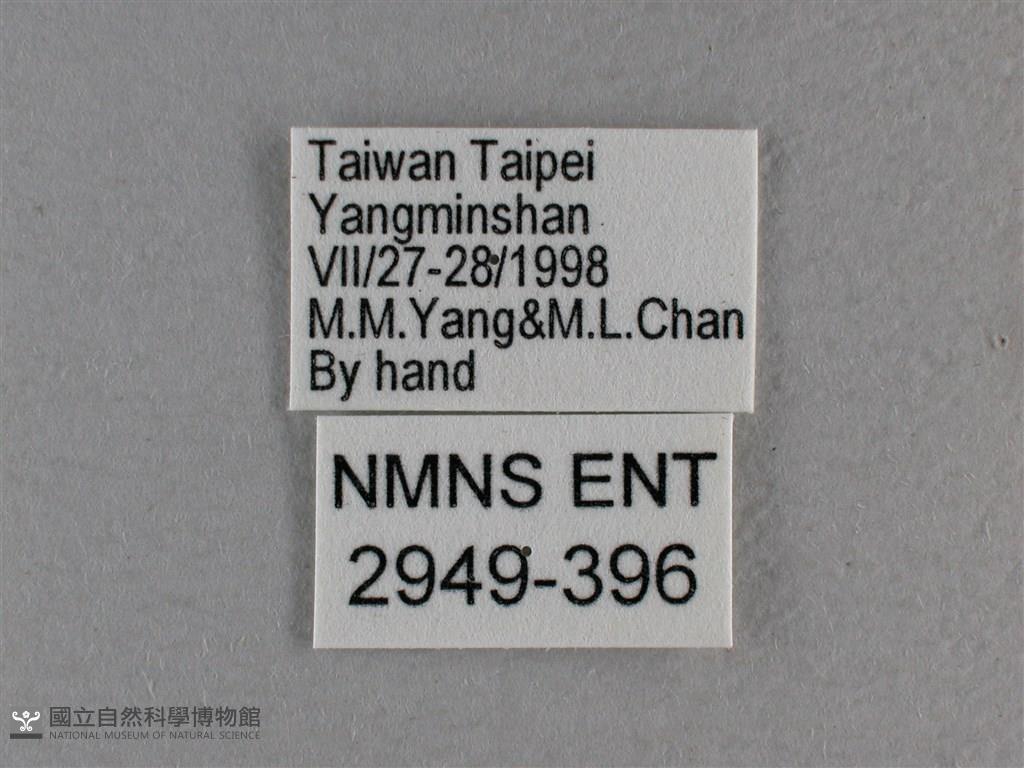 Taiwan Taipei
Yangminshan
VII/27-28/1998
M.M.Yang&M.L.Chan
By hand
NMNS ENT
2949-396
國立自然科學博物館
NATIONAL MUSEUM OF NATURAL SCIENCE